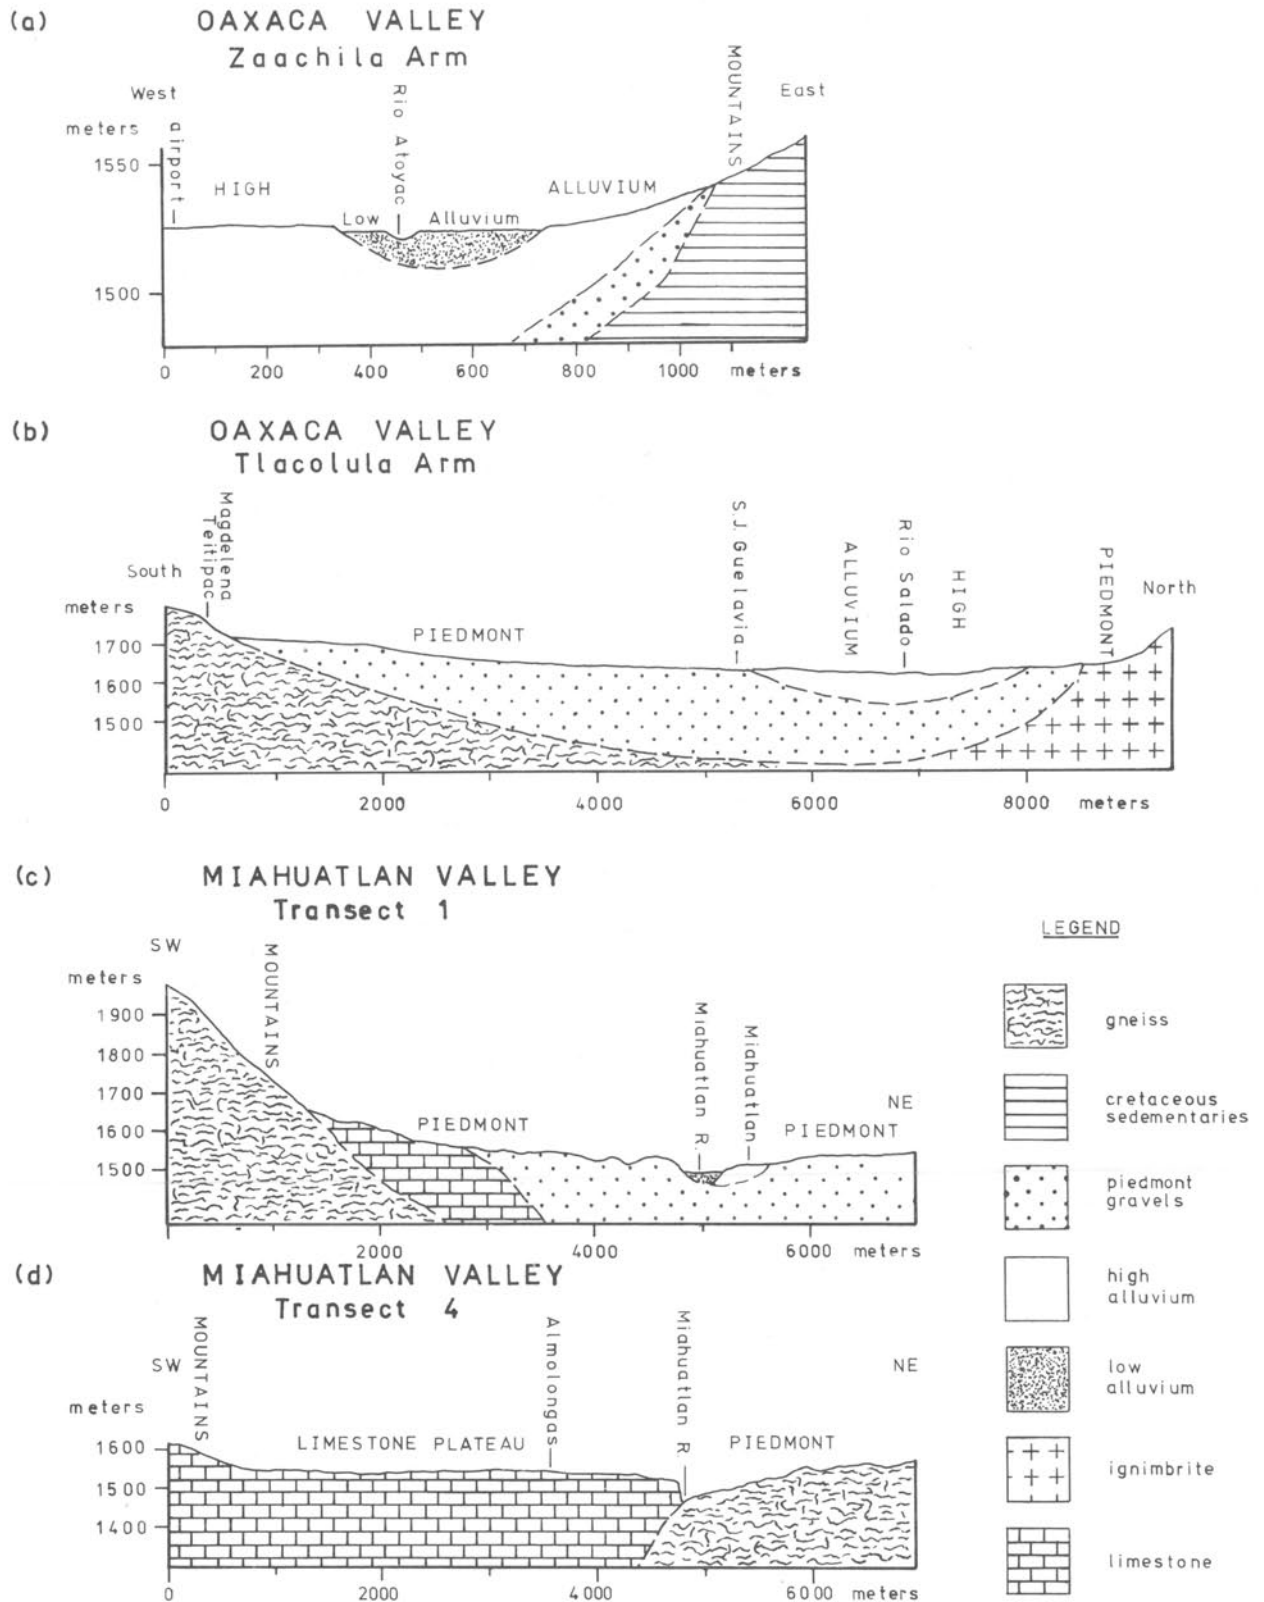 (a)
OAXACA VALLEY
Zaachila Arm
West
East
meters
airport
Rio Atoyac
MOUNTAINS
1550
HIGH
ALLUVIUM
Low Alluvium
1500
0 200 400 600 800 1000 meters
(b)
OAXACA VALLEY
Tlacolula Arm
South
Magdelena
Teitipac
S.J. Guelavia
ALLUVIUM
Rio Salado
HIGH
PIEDMONT
North
meters
PIEDMONT
1700
1600
1500
0 2000 4000 6000 8000 meters
(c)
MIAHUATLAN VALLEY
Transect 1
SW
MOUNTAINS
meters
1900
1800
1700
1600
1500
PIEDMONT
Miahuatlan R.
Miahuatlan
NE
PIEDMONT
2000 4000 6000 meters
(d)
MIAHUATLAN VALLEY
Transect 4
SW
MOUNTAINS
Almolongas
Miahuatlan R
NE
meters
1600
1500
1400
LIMESTONE PLATEAU
PIEDMONT
0 2000 4000 6000 meters
LEGEND
gneiss
cretaceous
sedementaries
piedmont
gravels
high
alluvium
low
alluvium
ignimbrite
limestone